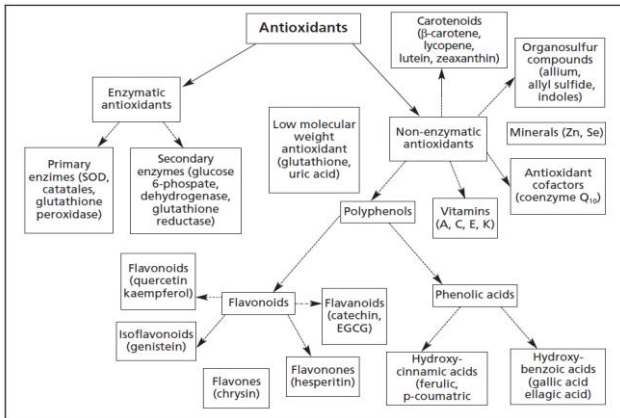 Antioxidants
Carotenoids
(β-carotene,
lycopene,
lutein, zeaxanthin)
Organosulfur
compounds
(allium,
allyl sulfide,
indoles)
Enzymatic
antioxidants
Low molecular
weight
antioxidant
(glutathione,
uric acid)
Non-enzymatic
antioxidants
Minerals (Zn, Se)
Primary
enzimes (SOD,
catatales,
glutathione
peroxidase)
Secondary
enzymes (glucose
6-phospate,
dehydrogenase,
glutathione
reductase)
Antioxidant
cofactors
(coenzyme Q₁₀)
Polyphenols
Vitamins
(A, C, E, K)
Flavonoids
(quercetin
kaempferol)
Flavonoids
Flavanoids
(catechin,
EGCG)
Phenolic acids
Isoflavonoids
(genistein)
Flavones
(chrysin)
Flavonones
(hesperitin)
Hydroxy-
cinnamic acids
(ferulic,
p-coumatric
Hydroxy-
benzoic acids
(gallic acid
ellagic acid)